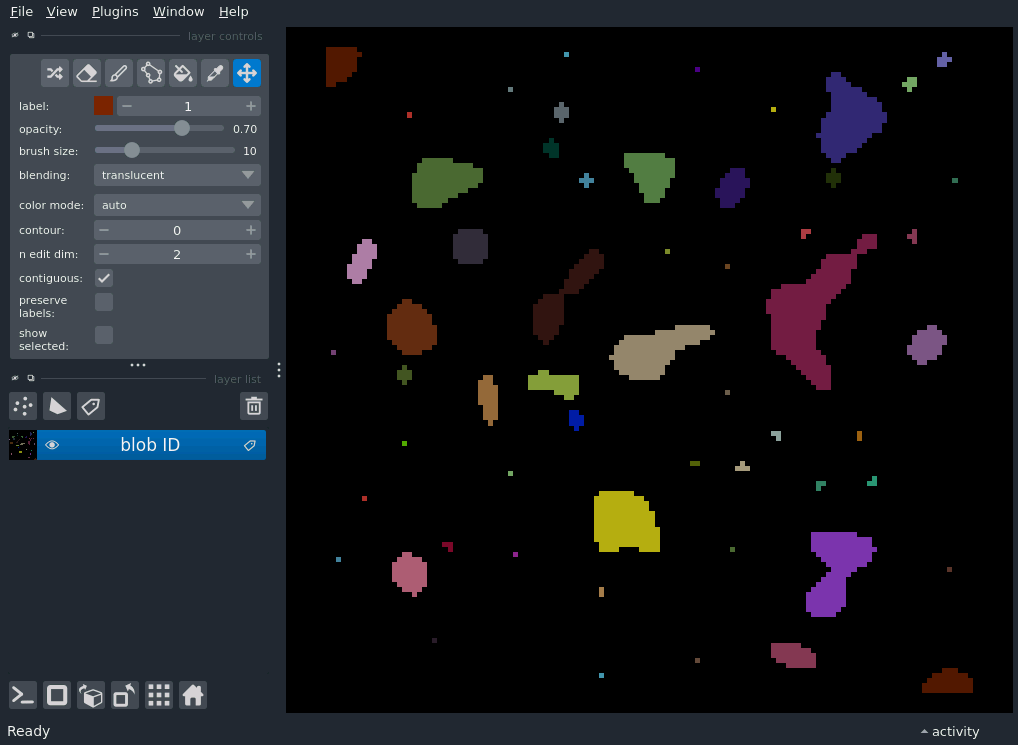 File View Plugins Window Help
layer controls
label: 1
opacity: 0.70
brush size: 10
blending: translucent
color mode: auto
contour: 0
n edit dim: 2
contiguous:
preserve
labels:
show
selected:
layer list
blob ID
Ready
activity